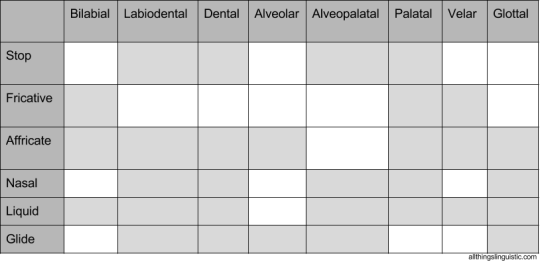 Bilabial Labiodental Dental Alveolar Alveopalatal Palatal Velar Glottal
Stop
Fricative
Affricate
Nasal
Liquid
Glide
allthingslinguistic.com